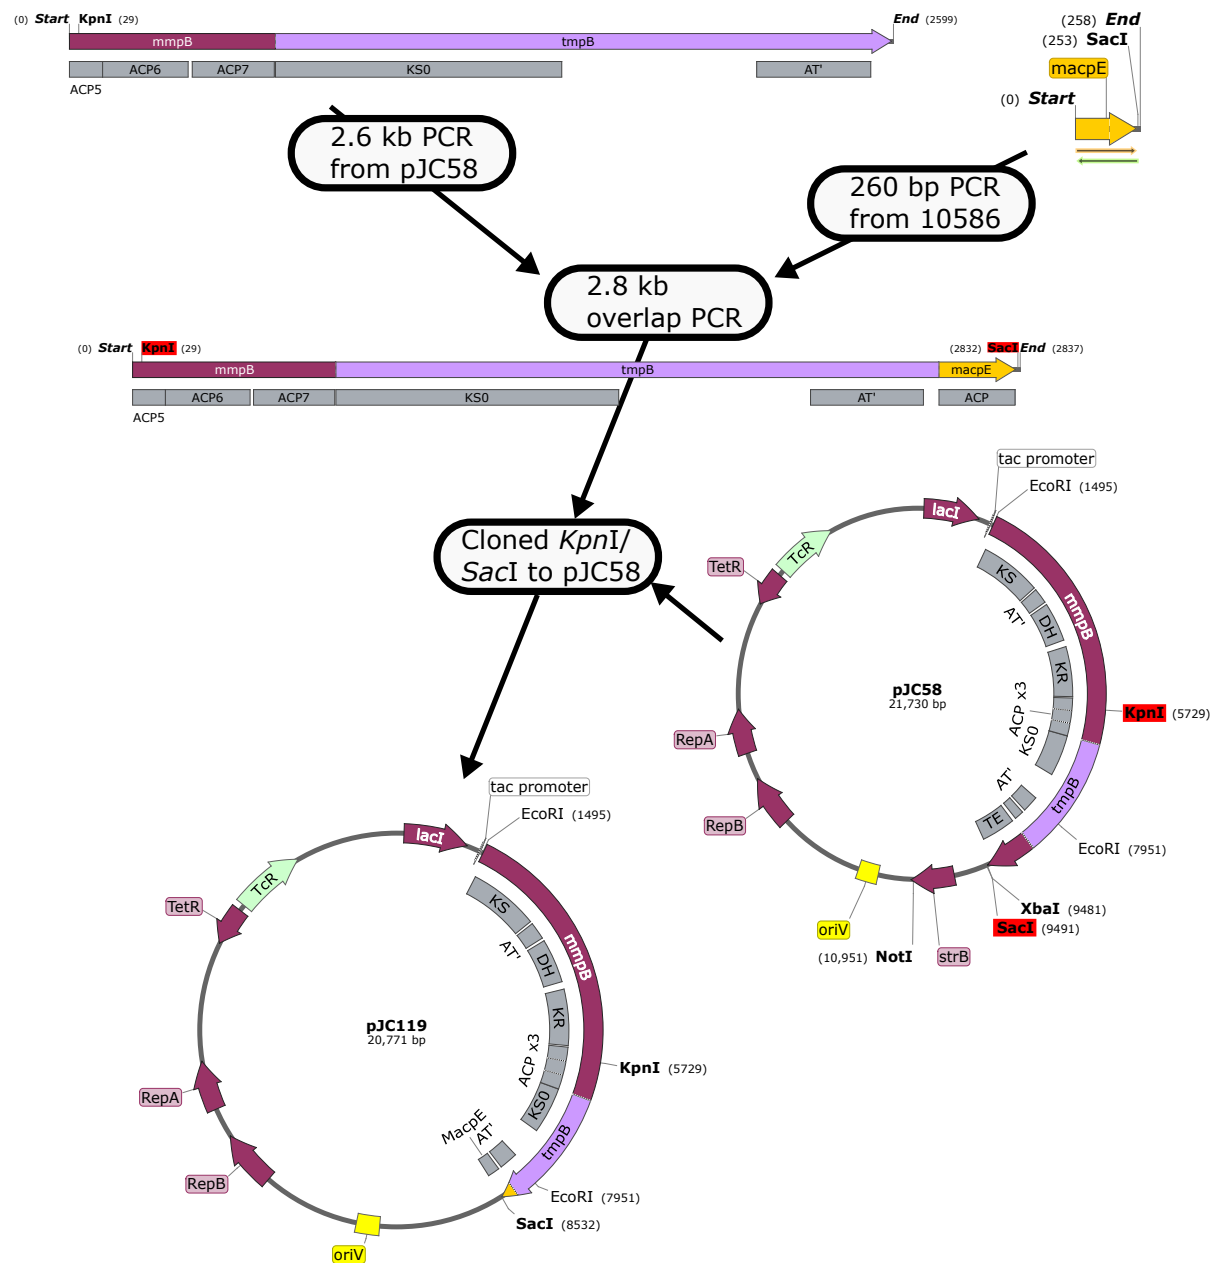 (0) Start KpnI (29)
End (2599)
mmpB
tmpB
ACP6
ACP7
KS0
AT'
ACP5
(258) End
(253) SacI
macpE
(0) Start
2.6 kb PCR
from pJC58
260 bp PCR
from 10586
2.8 kb
overlap PCR
(0) Start KpnI (29)
(2832) SacI End (2837)
mmpB
tmpB
macpE
ACP6
ACP7
KS0
AT'
ACP
ACP5
Cloned KpnI/
SacI to pJC58
tac promoter
EcoRI (1495)
lacI
TcR
TetR
mmpB
KS
AT'
DH
KR
ACP x3
KS0
pJC58
21,730 bp
KpnI (5729)
RepA
AT'
tmpB
TE
RepB
EcoRI (7951)
XbaI (9481)
SacI (9491)
oriV
(10,951) NotI
strB
tac promoter
EcoRI (1495)
lacI
TcR
TetR
mmpB
KS
AT'
DH
KR
ACP x3
KS0
pJC119
20,771 bp
KpnI (5729)
RepA
MacpE
AT'
tmpB
RepB
EcoRI (7951)
SacI (8532)
oriV